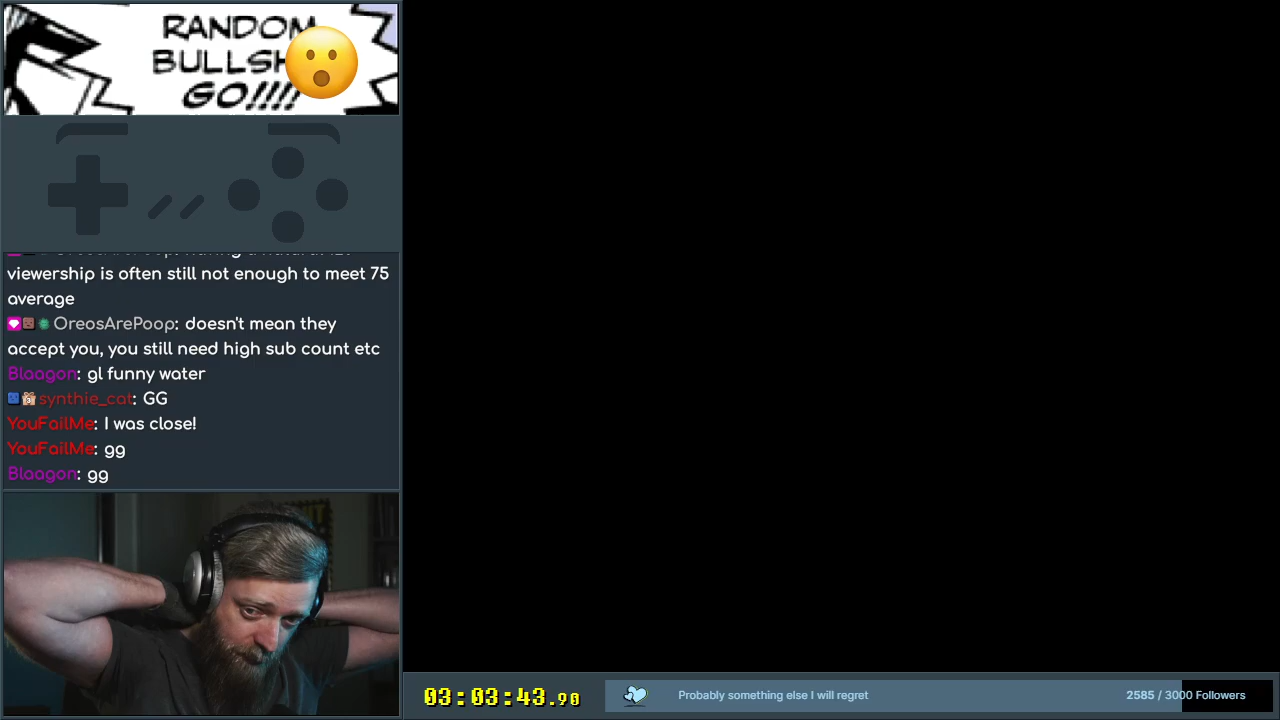 RANDOM
BULLSH
GO!!!!
viewership is often still not enough to meet 75
average
OreosArePoop: doesn't mean they
accept you, you still need high sub count etc
Blaagon: gl funny water
synthie_cat: GG
YouFailMe: I was close!
YouFailMe: gg
Blaagon: gg
03:03:43.90
Probably something else I will regret
2585 / 3000 Followers